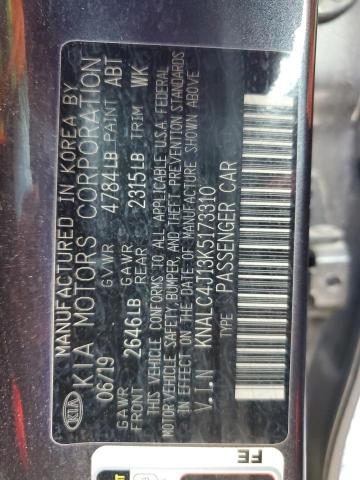 MANUFACTURED IN KOREA BY
KIA KIA MOTORS CORPORATION
06/19 GVWR 4784LB PAINT ABT
GAWR FRONT 2646LB GAWR REAR 2315LB TRIM WK
THIS VEHICLE CONFORMS TO ALL APPLICABLE U.S.A. FEDERAL
MOTOR VEHICLE SAFETY, BUMPER, AND THEFT PREVENTION STANDARDS
IN EFFECT ON THE DATE OF MANUFACTURE SHOWN ABOVE
V.I.N KNALC4J13K5173310
TYPE PASSENGER CAR
FE